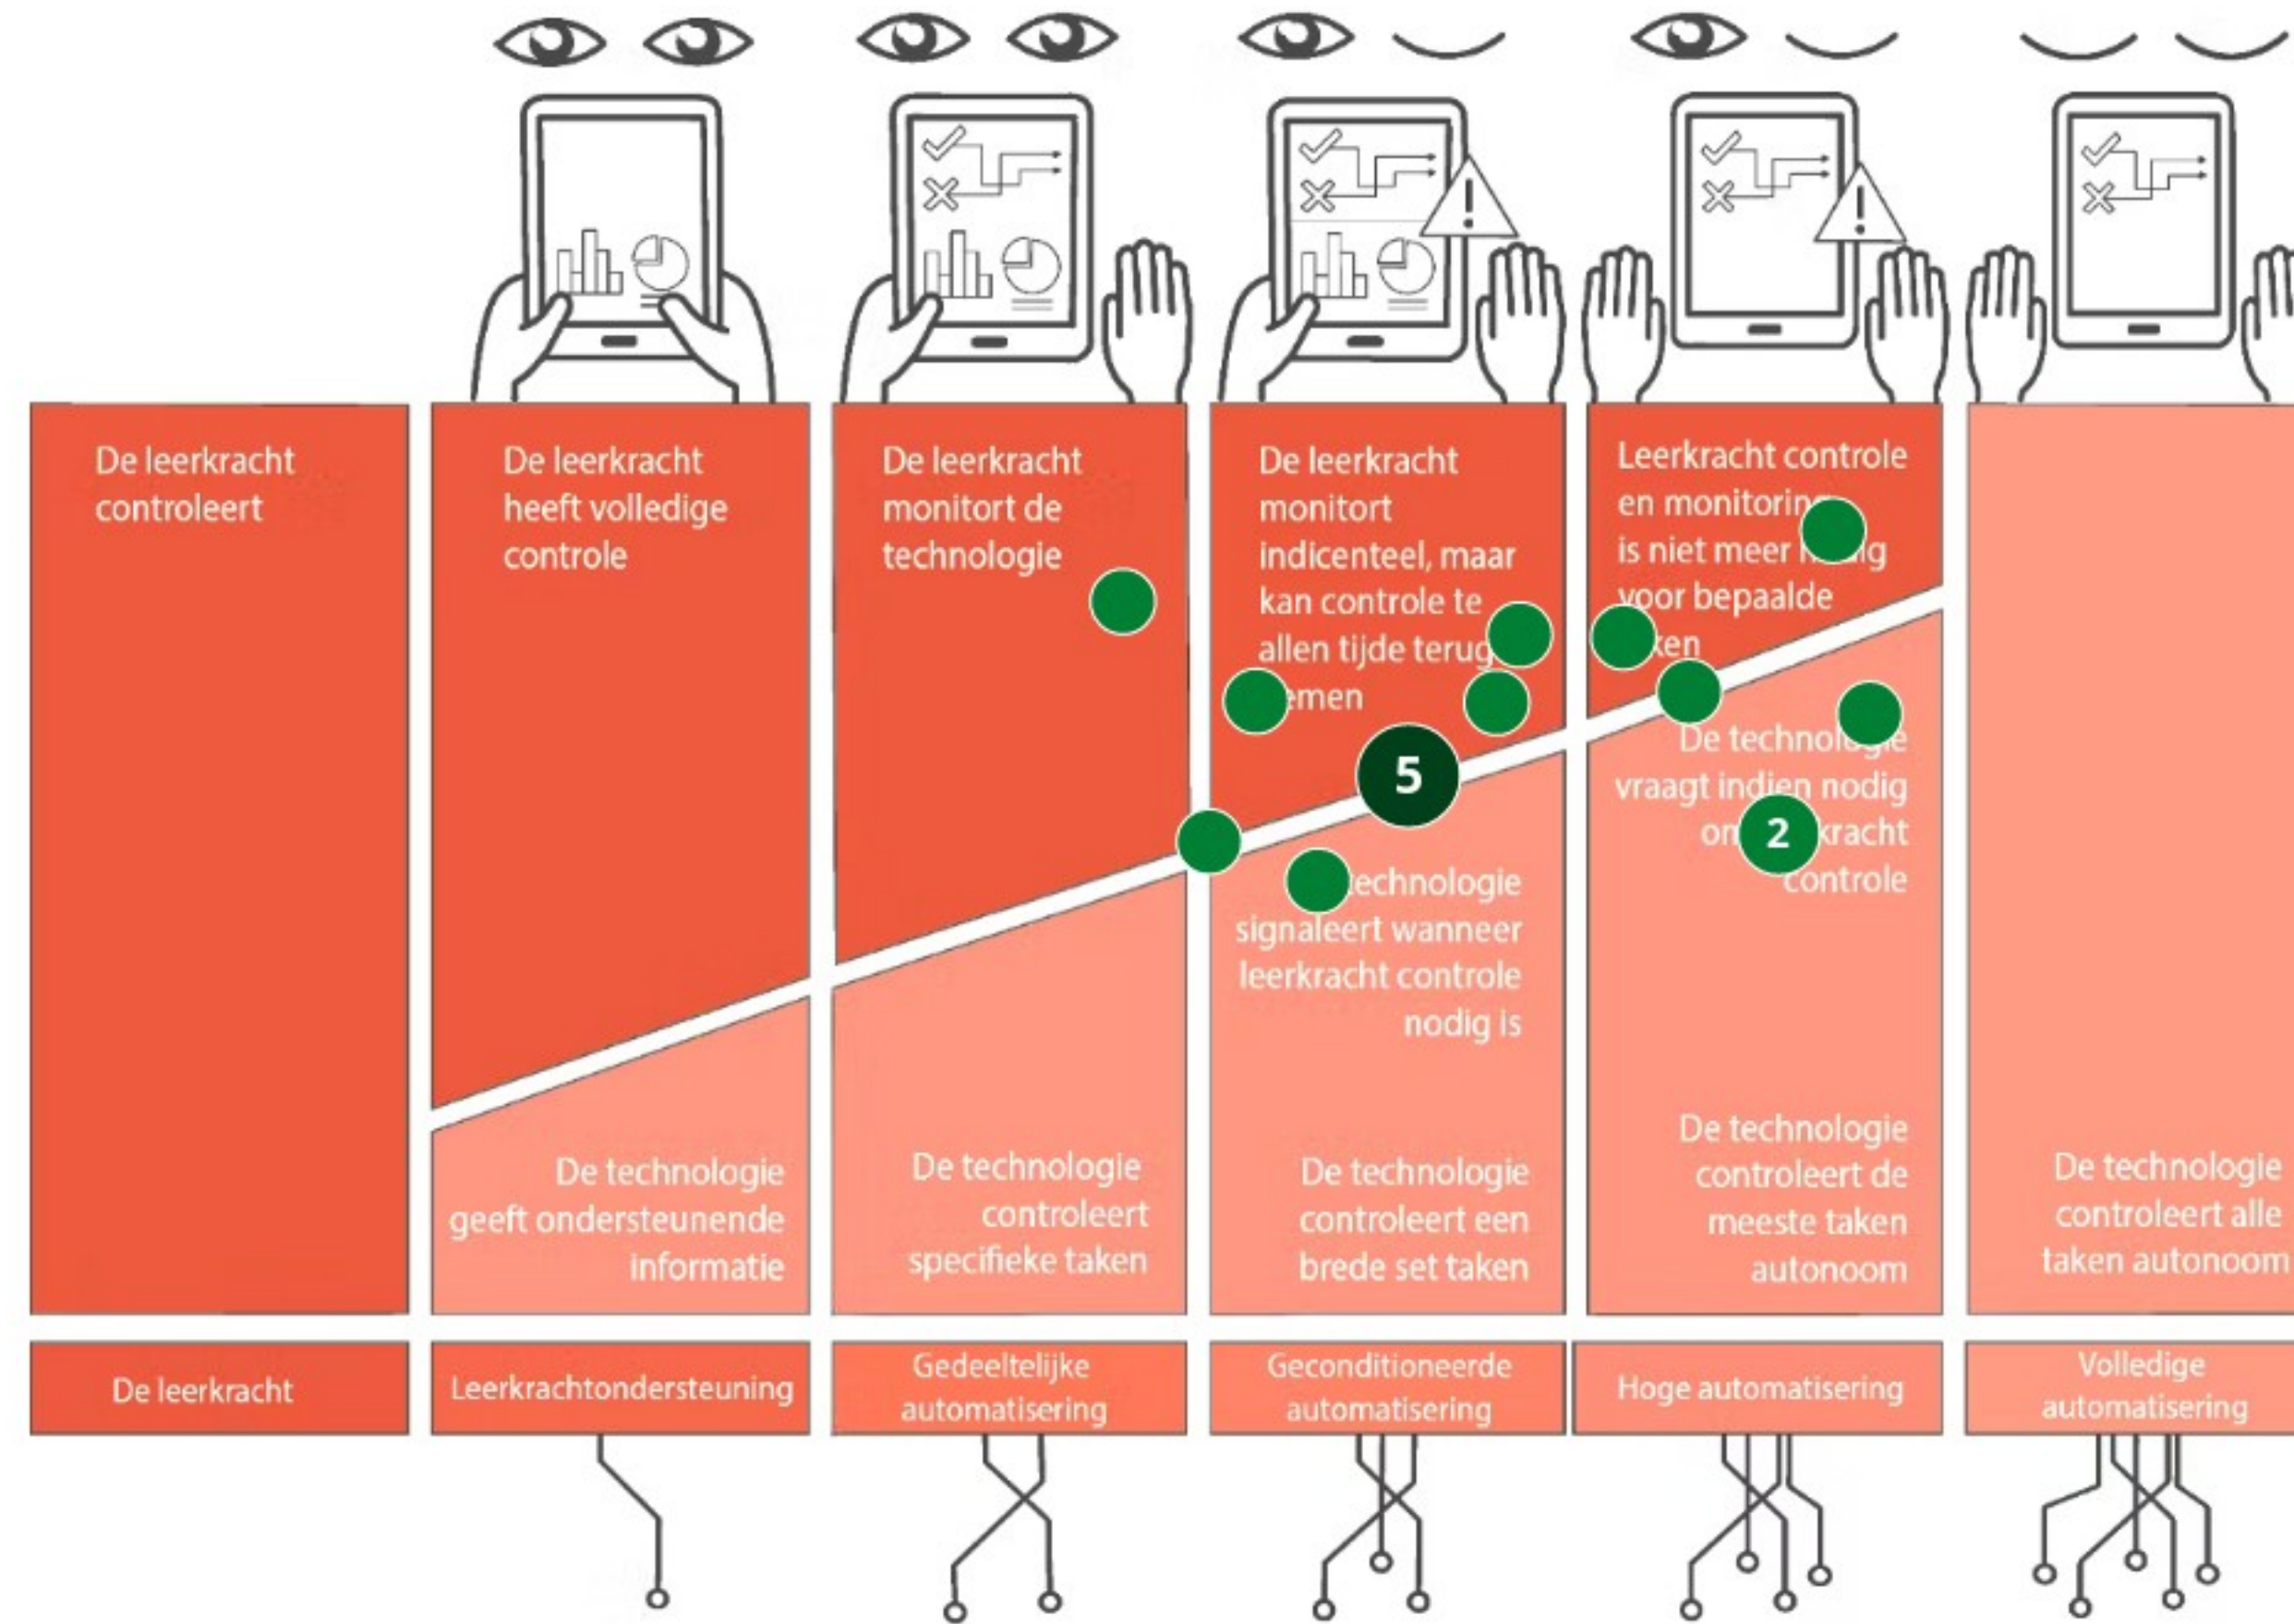 De leerkracht
controleert
De leerkracht
heeft volledige
controle
De technologie
geeft ondersteunende
informatie
De leerkracht
monitort de
technologie
De technologie
controleert
specifieke taken
De leerkracht
monitort
indicenteel, maar
kan controle te
allen tijde terug
emen
5
technologie
signaleert wanneer
leerkracht controle
nodig is
De technologie
controleert een
brede set taken
Leerkracht controle
en monitoring
is niet meer
voor bepaalde
ken
De technologie
vraagt indien nodig
2 kracht
controle
De technologie
controleert de
meeste taken
autonoom
De technologie
controleert alle
taken autonoom
De leerkracht
Leerkrachtondersteuning
Gedeeltelijke
automatisering
Geconditioneerde
automatisering
Hoge automatisering
Volledige
automatisering